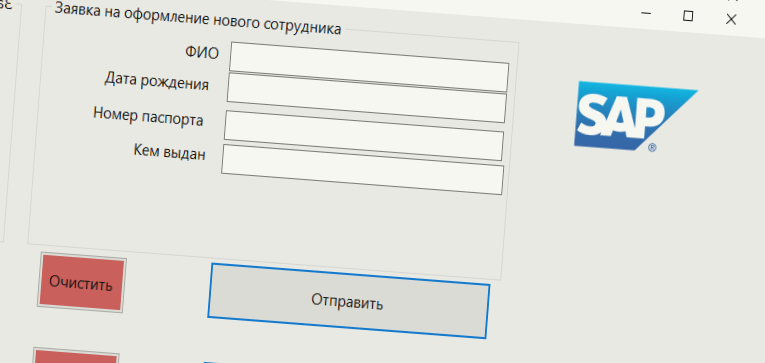 Заявка на оформление нового сотрудника
ФИО
Дата рождения
Номер паспорта
Кем выдан
SAP®
Очистить
Отправить